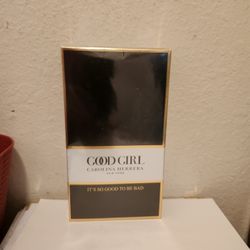 GOOD GIRL
CAROLINA HERRERA
NEW YORK
IT'S SO GOOD TO BE BAD